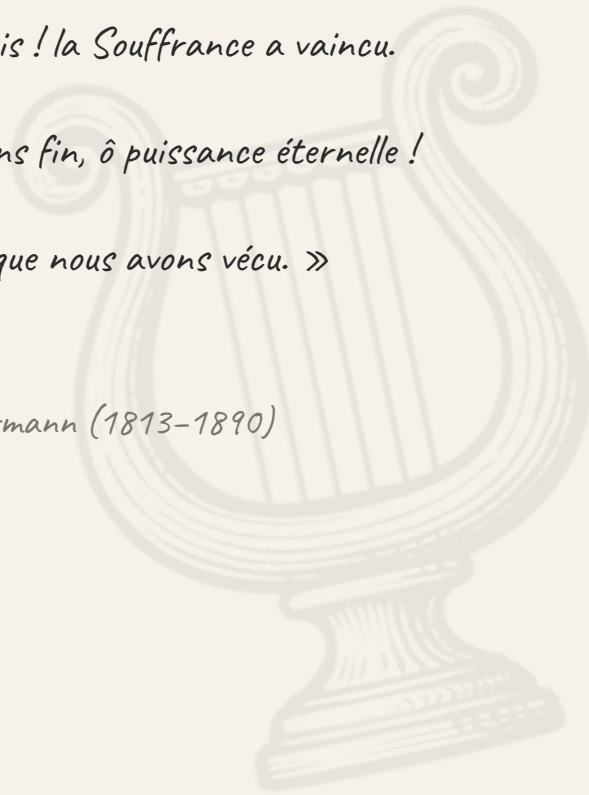 is ! la Souffrance a vaincu.
ns fin, ô puissance éternelle !
que nous avons vécu. »
mann (1813–1890)